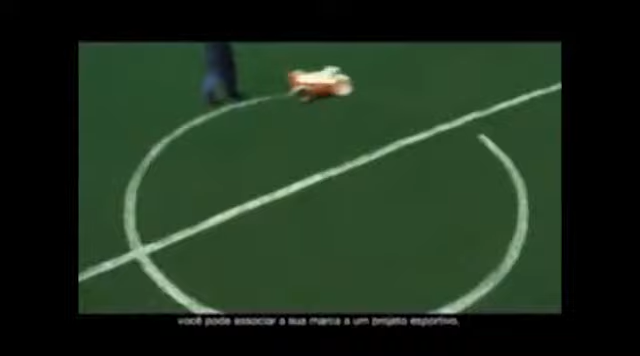 você pode associar a sua marca a um projeto esportivo.